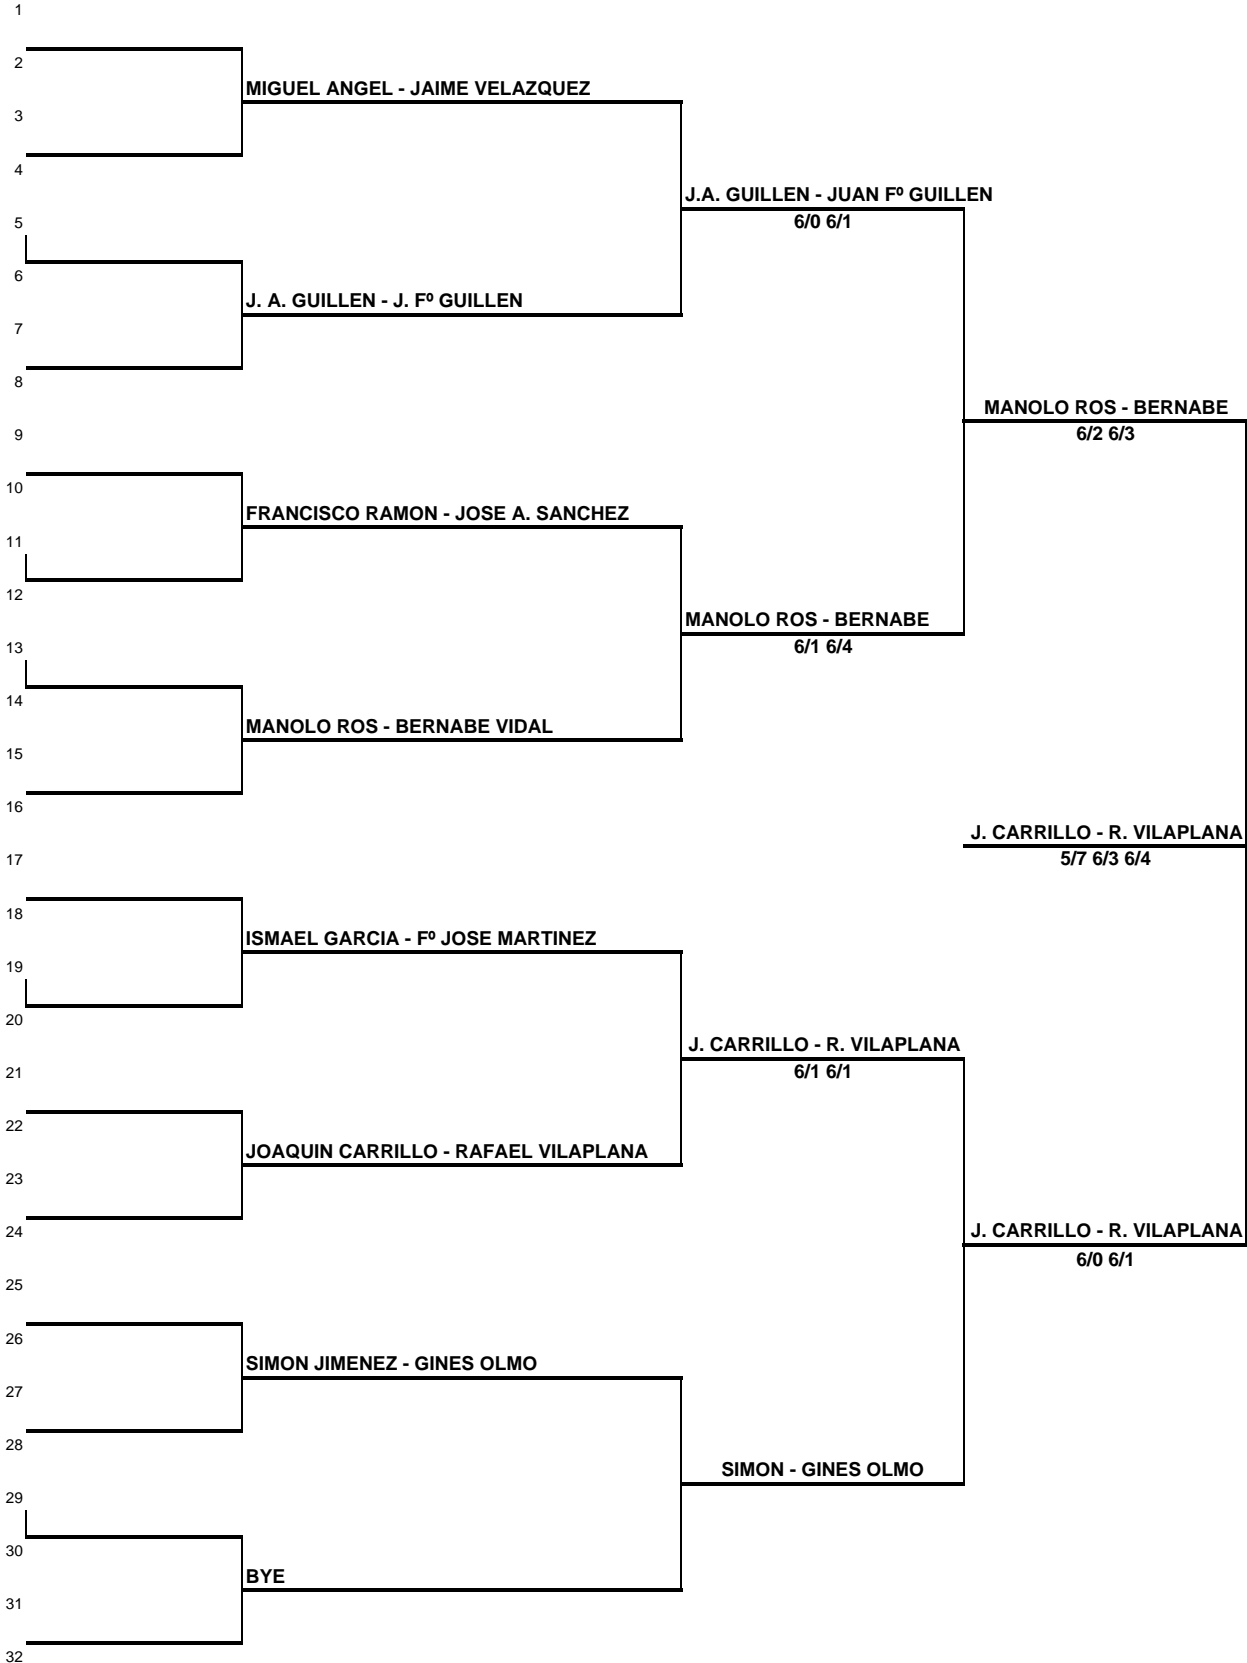 1
2
MIGUEL ANGEL - JAIME VELAZQUEZ
3
4
J.A. GUILLEN - JUAN Fº GUILLEN
5
6/0 6/1
6
J. A. GUILLEN - J. Fº GUILLEN
7
8
MANOLO ROS - BERNABE
9
6/2 6/3
10
FRANCISCO RAMON - JOSE A. SANCHEZ
11
12
MANOLO ROS - BERNABE
13
6/1 6/4
14
MANOLO ROS - BERNABE VIDAL
15
16
J. CARRILLO - R. VILAPLANA
17
5/7 6/3 6/4
18
ISMAEL GARCIA - Fº JOSE MARTINEZ
19
20
J. CARRILLO - R. VILAPLANA
21
6/1 6/1
22
JOAQUIN CARRILLO - RAFAEL VILAPLANA
23
24
J. CARRILLO - R. VILAPLANA
6/0 6/1
25
26
SIMON JIMENEZ - GINES OLMO
27
28
SIMON - GINES OLMO
29
30
BYE
31
32